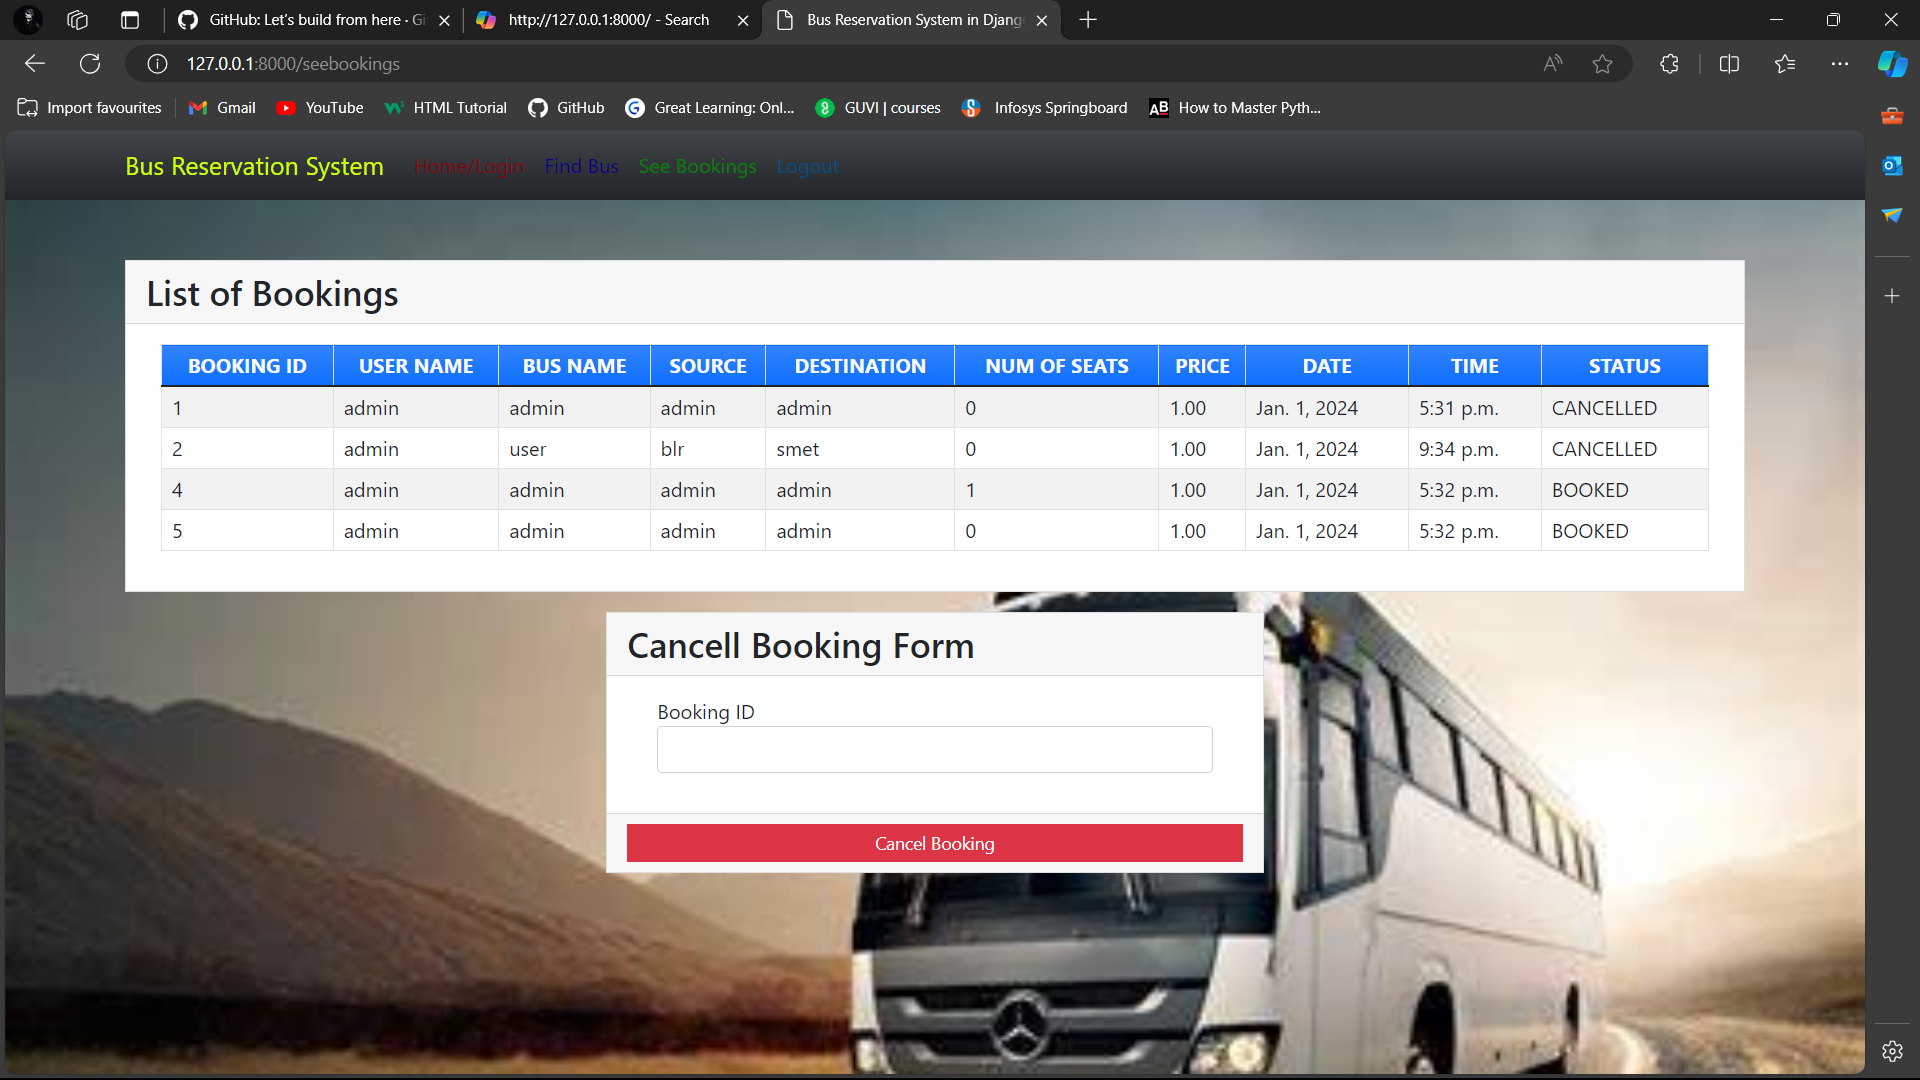 GitHub: Let's build from here · Gi
http://127.0.0.1:8000/ - Search
Bus Reservation System in Djang
127.0.0.1:8000/seebookings
Import favourites
Gmail
YouTube
HTML Tutorial
GitHub
Great Learning: Onl...
GUVI | courses
Infosys Springboard
AB
How to Master Pyth...
Bus Reservation System
Home/Login
Find Bus
See Bookings
Logout
List of Bookings
BOOKING ID USER NAME BUS NAME SOURCE DESTINATION NUM OF SEATS PRICE DATE TIME STATUS
1 admin admin admin admin 0 1.00 Jan. 1, 2024 5:31 p.m. CANCELLED
2 admin user blr smet 0 1.00 Jan. 1, 2024 9:34 p.m. CANCELLED
4 admin admin admin admin 1 1.00 Jan. 1, 2024 5:32 p.m. BOOKED
5 admin admin admin admin 0 1.00 Jan. 1, 2024 5:32 p.m. BOOKED
Cancell Booking Form
Booking ID
Cancel Booking